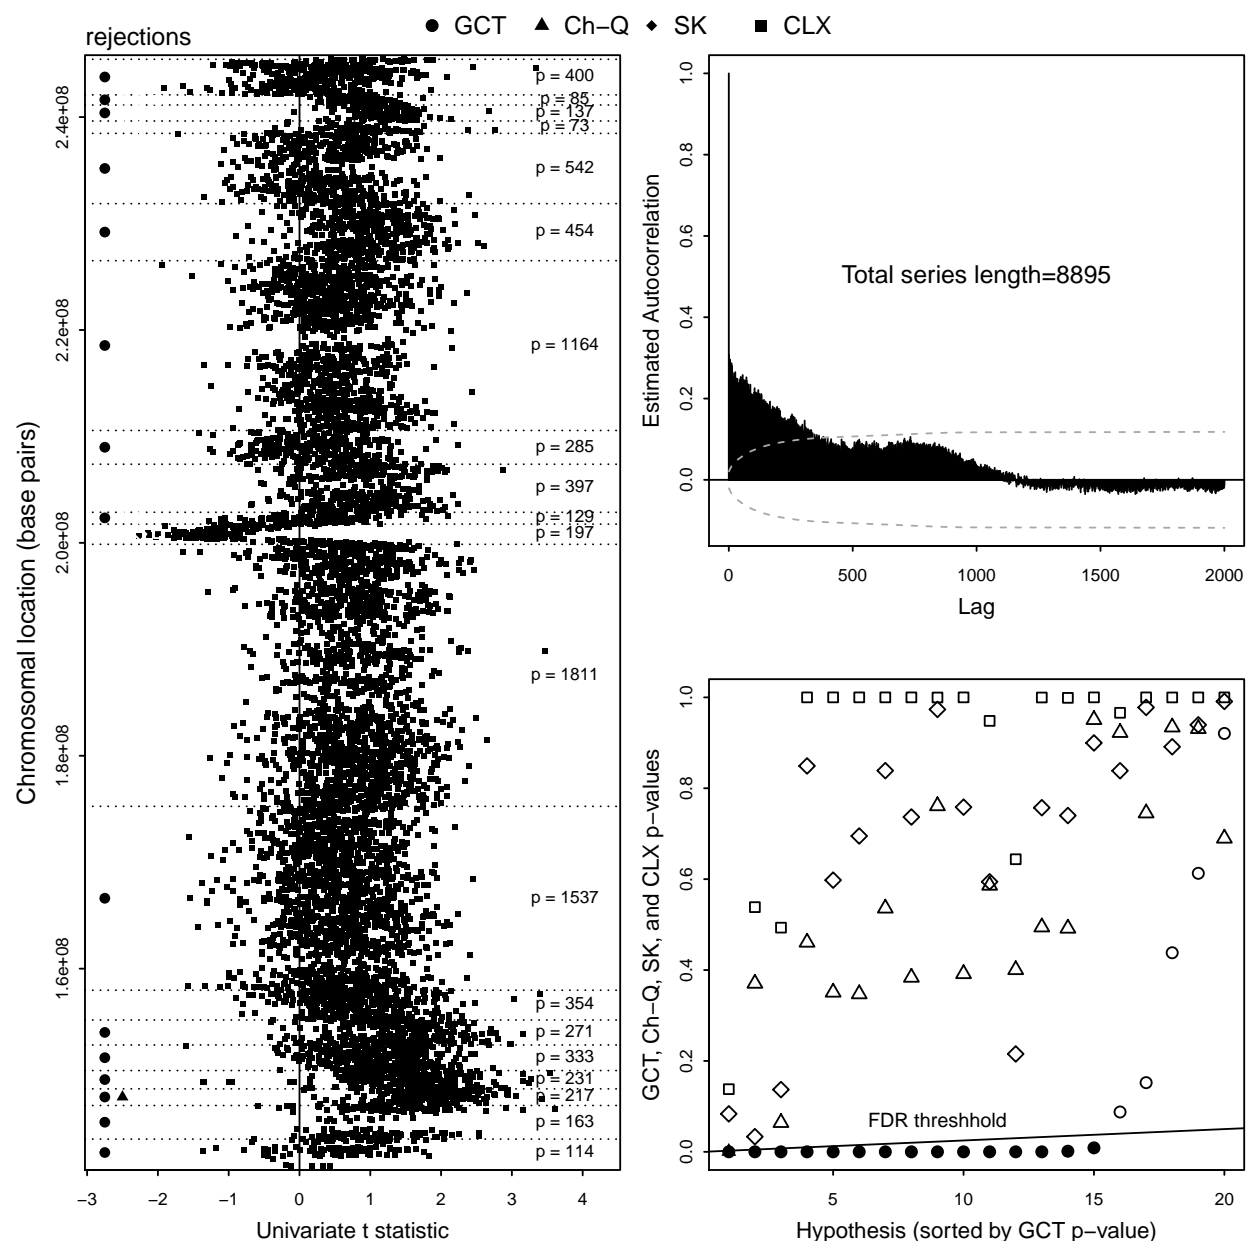 GCT Ch−Q SK CLX
rejections
p = 400
p = 85
p = 137
p = 73
p = 542
p = 454
p = 1164
p = 285
p = 397
p = 129
p = 197
p = 1811
p = 1537
p = 354
p = 271
p = 333
p = 231
p = 217
p = 163
p = 114
2.4e+08
2.2e+08
2.0e+08
1.8e+08
1.6e+08
Chromosomal location (base pairs)
−3 −2 −1 0 1 2 3 4
Univariate t statistic
1.0
0.8
0.6
0.4
0.2
0.0
Estimated Autocorrelation
Total series length=8895
0 500 1000 1500 2000
Lag
1.0
0.8
0.6
0.4
0.2
0.0
GCT, Ch−Q, SK, and CLX p−values
FDR threshhold
5 10 15 20
Hypothesis (sorted by GCT p−value)